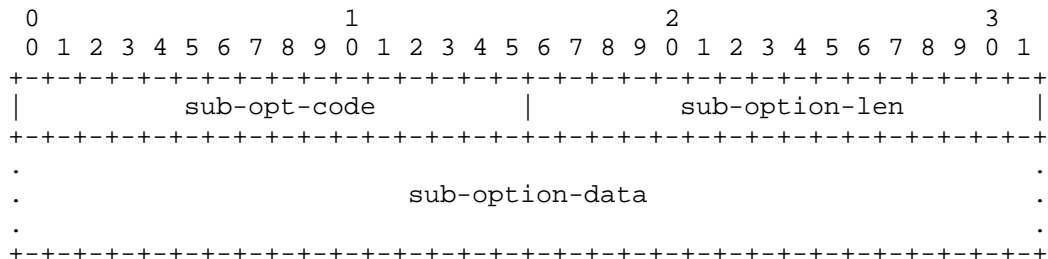 0                   1                   2                   3
 0 1 2 3 4 5 6 7 8 9 0 1 2 3 4 5 6 7 8 9 0 1 2 3 4 5 6 7 8 9 0 1
+-+-+-+-+-+-+-+-+-+-+-+-+-+-+-+-+-+-+-+-+-+-+-+-+-+-+-+-+-+-+-+-+
|          sub-opt-code         |         sub-option-len        |
+-+-+-+-+-+-+-+-+-+-+-+-+-+-+-+-+-+-+-+-+-+-+-+-+-+-+-+-+-+-+-+-+
.                                                               .
.                        sub-option-data                        .
.                                                               .
+-+-+-+-+-+-+-+-+-+-+-+-+-+-+-+-+-+-+-+-+-+-+-+-+-+-+-+-+-+-+-+-+